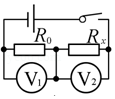 R₀ Rₓ
V₁ V₂